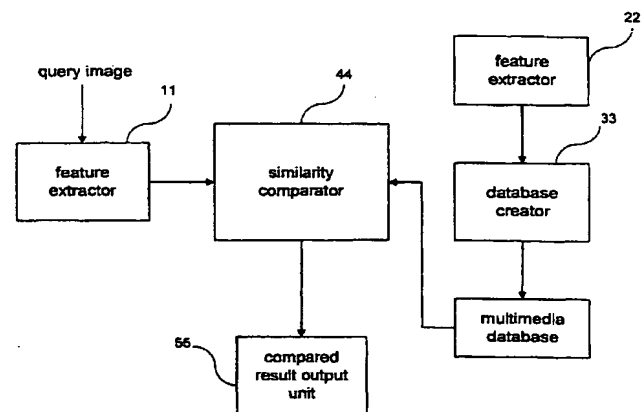 query image
11
feature
extractor
44
similarity
comparator
22
feature
extractor
33
database
creator
multimedia
database
55
compared
result output
unit